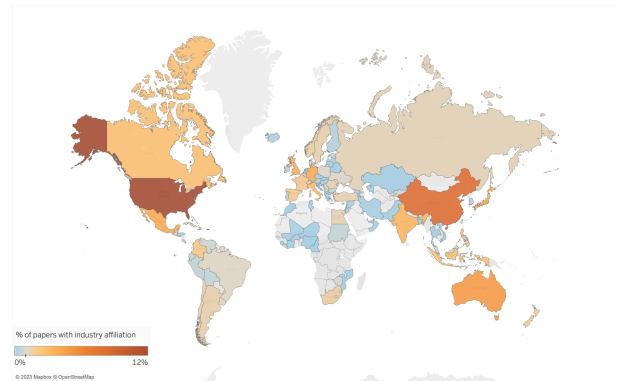 % of papers with industry affiliation
0%
12%
© 2023 Mapbox © OpenStreetMap